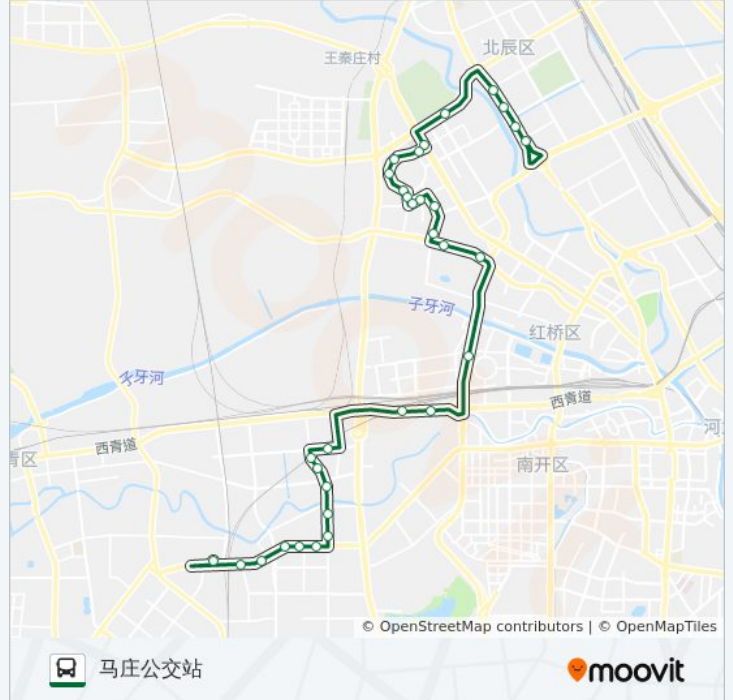 北辰区
王秦庄村
子牙河
红桥区
子牙河
西青道
河
西青道
青区
南开区
© OpenStreetMap contributors | © OpenMapTiles
马庄公交站
moovit